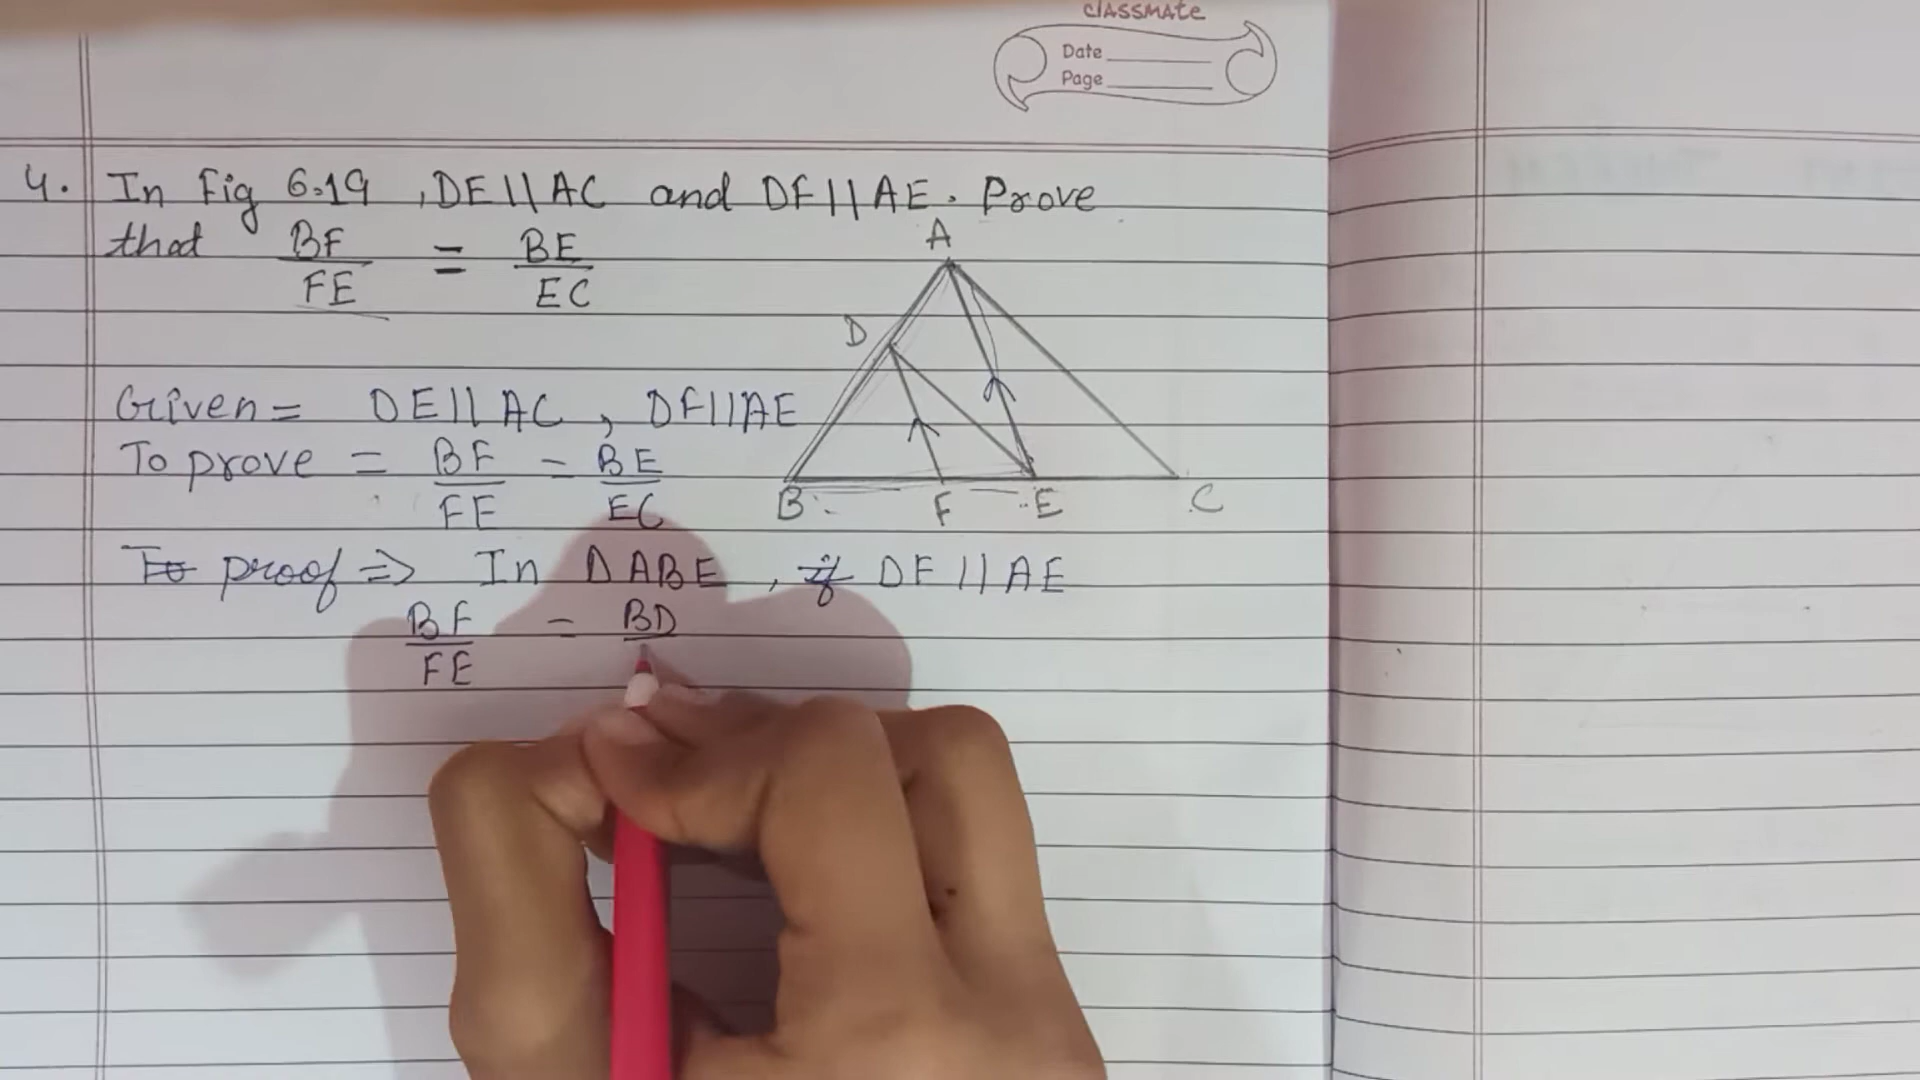 classmate
Date
Page
4. In Fig 6.19 , DE || AC and DF || AE. Prove
that BF/FE = BE/EC
A
D
B F E C
Given = DE || AC , DF || AE
To prove = BF/FE - BE/EC
To proof => In DABE , if DF || AE
BF/FE = BD